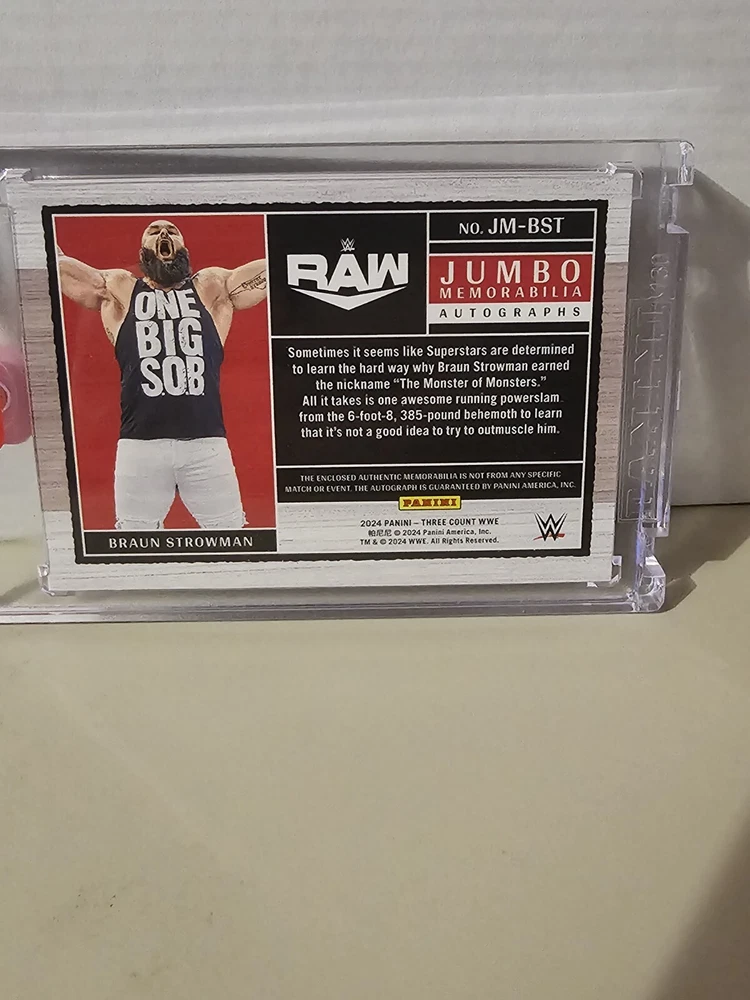 ONE
BIG
S.O.B.
BRAUN STROWMAN
W
RAW
NO. JM-BST
JUMBO
MEMORABILIA
AUTOGRAPHS
Sometimes it seems like Superstars are determined
to learn the hard way why Braun Strowman earned
the nickname “The Monster of Monsters.”
All it takes is one awesome running powerslam
from the 6-foot-8, 385-pound behemoth to learn
that it’s not a good idea to try to outmuscle him.
THE ENCLOSED AUTHENTIC MEMORABILIA IS NOT FROM ANY SPECIFIC
MATCH OR EVENT. THE AUTOGRAPH IS GUARANTEED BY PANINI AMERICA, INC.
PANINI
2024 PANINI – THREE COUNT WWE
帕尼尼 © 2024 Panini America, Inc.
TM & © 2024 WWE. All Rights Reserved.
W
PANINI